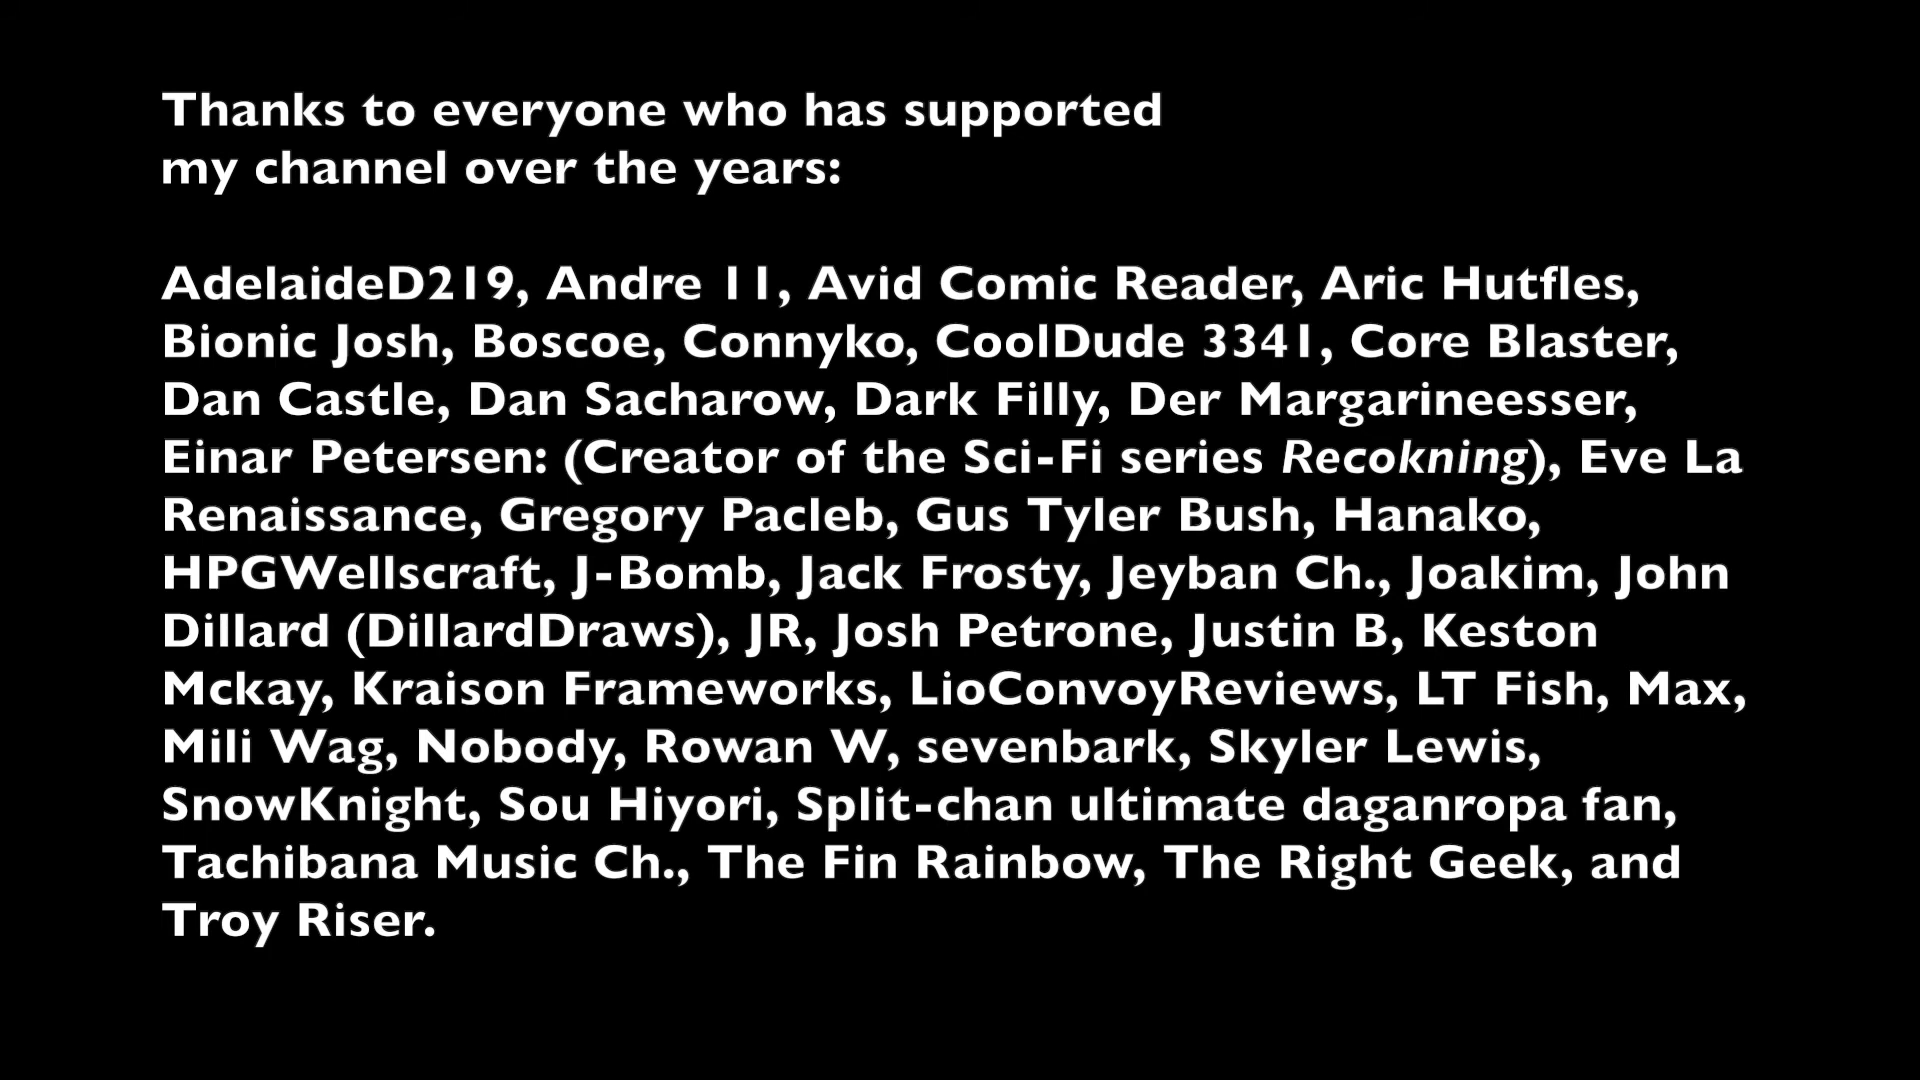 Thanks to everyone who has supported
my channel over the years:
AdelaideD219, Andre 11, Avid Comic Reader, Aric Hutfles,
Bionic Josh, Boscoe, Connyko, CoolDude 3341, Core Blaster,
Dan Castle, Dan Sacharow, Dark Filly, Der Margarineesser,
Einar Petersen: (Creator of the Sci-Fi series Recokning), Eve La
Renaissance, Gregory Pacleb, Gus Tyler Bush, Hanako,
HPGWellscraft, J-Bomb, Jack Frosty, Jeyban Ch., Joakim, John
Dillard (DillardDraws), JR, Josh Petrone, Justin B, Keston
Mckay, Kraison Frameworks, LioConvoyReviews, LT Fish, Max,
Mili Wag, Nobody, Rowan W, sevenbark, Skyler Lewis,
SnowKnight, Sou Hiyori, Split-chan ultimate daganropa fan,
Tachibana Music Ch., The Fin Rainbow, The Right Geek, and
Troy Riser.